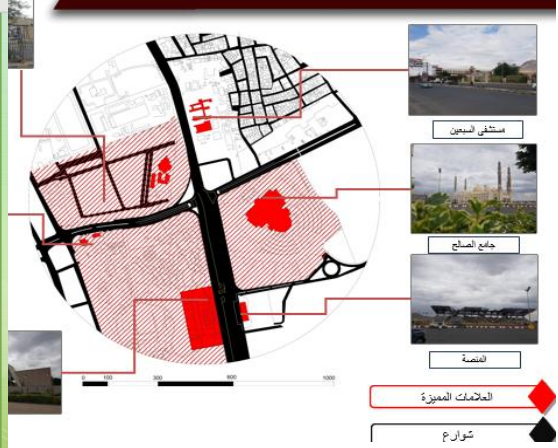 مستشفى السبعين
جامع الصالح
المنصة
0 100 300 600 1000
العلامات المميزة
شوارع